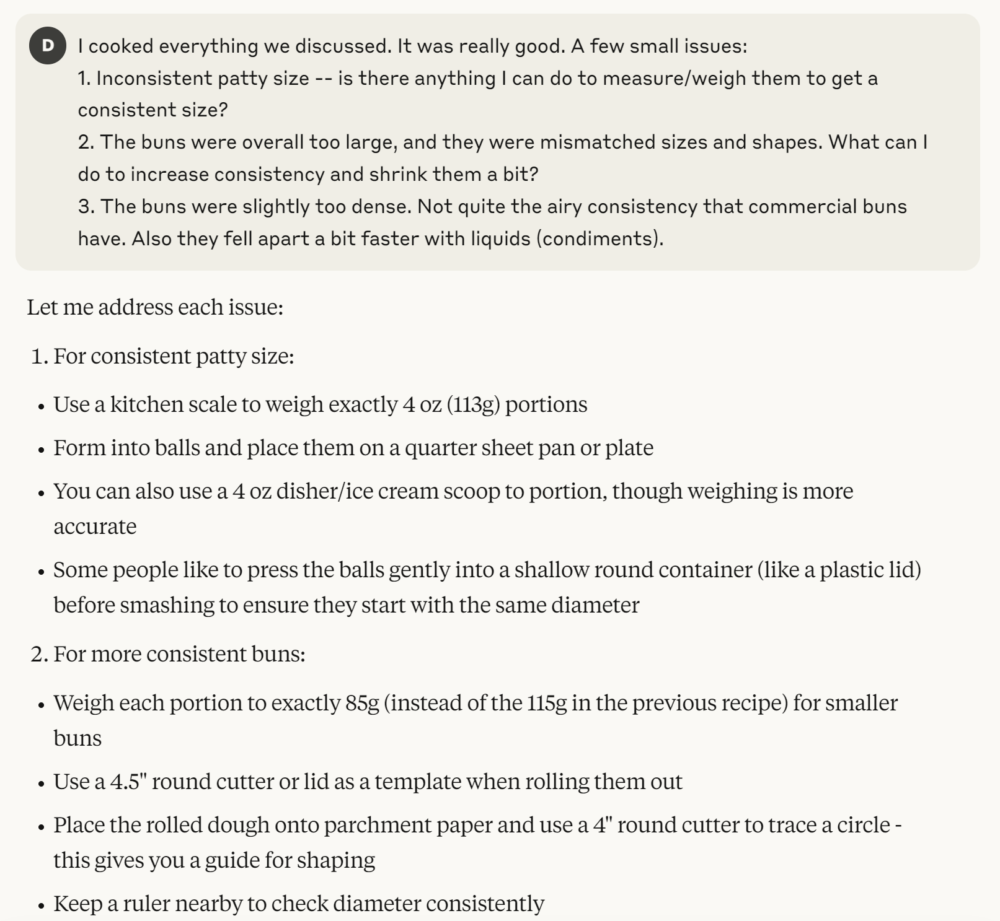 D
I cooked everything we discussed. It was really good. A few small issues:
1. Inconsistent patty size -- is there anything I can do to measure/weigh them to get a
consistent size?
2. The buns were overall too large, and they were mismatched sizes and shapes. What can I
do to increase consistency and shrink them a bit?
3. The buns were slightly too dense. Not quite the airy consistency that commercial buns
have. Also they fell apart a bit faster with liquids (condiments).
Let me address each issue:
1. For consistent patty size:
• Use a kitchen scale to weigh exactly 4 oz (113g) portions
• Form into balls and place them on a quarter sheet pan or plate
• You can also use a 4 oz disher/ice cream scoop to portion, though weighing is more
accurate
• Some people like to press the balls gently into a shallow round container (like a plastic lid)
before smashing to ensure they start with the same diameter
2. For more consistent buns:
• Weigh each portion to exactly 85g (instead of the 115g in the previous recipe) for smaller
buns
• Use a 4.5" round cutter or lid as a template when rolling them out
• Place the rolled dough onto parchment paper and use a 4" round cutter to trace a circle -
this gives you a guide for shaping
• Keep a ruler nearby to check diameter consistently